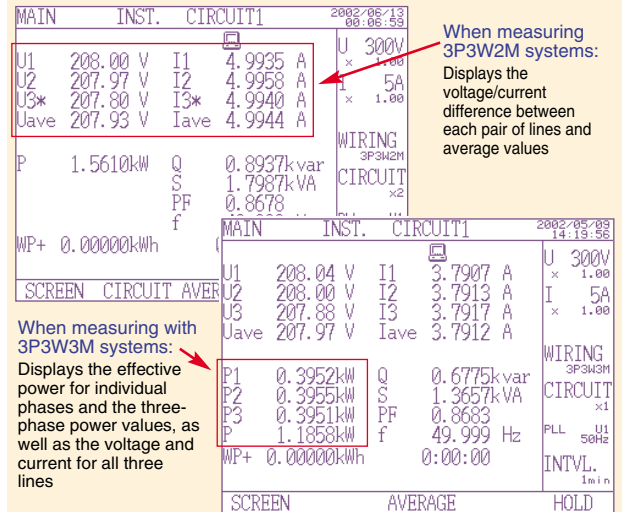 MAIN INST. CIRCUIT1 2002/06/13
00:06:59
U1 208.00 V I1 4.9935 A
U2 207.97 V I2 4.9958 A
U3* 207.80 V I3* 4.9940 A
Uave 207.93 V Iave 4.9944 A
U 300V
× 1.00
I 5A
× 1.00
WIRING
3P3W2M
CIRCUIT
×2
P 1.5610kW Q 0.8937kvar
S 1.7987kVA
PF 0.8678
f
WP+ 0.00000kWh
SCREEN CIRCUIT AVER
When measuring
3P3W2M systems:
Displays the
voltage/current
difference between
each pair of lines and
average values
MAIN INST. CIRCUIT1 2002/05/09
14:19:56
U1 208.04 V I1 3.7907 A
U2 208.00 V I2 3.7913 A
U3 207.88 V I3 3.7917 A
Uave 207.97 V Iave 3.7912 A
P1 0.3952kW Q 0.6775kvar
P2 0.3955kW S 1.3657kVA
P3 0.3951kW PF 0.8683
P 1.1858kW f 49.999 Hz
WP+ 0.00000kWh 0:00:00
U 300V
× 1.00
I 5A
× 1.00
WIRING
3P3W3M
CIRCUIT
×1
PLL U1
50Hz
INTVL.
1min
SCREEN AVERAGE HOLD
When measuring with
3P3W3M systems:
Displays the effective
power for individual
phases and the three-
phase power values, as
well as the voltage and
current for all three
lines